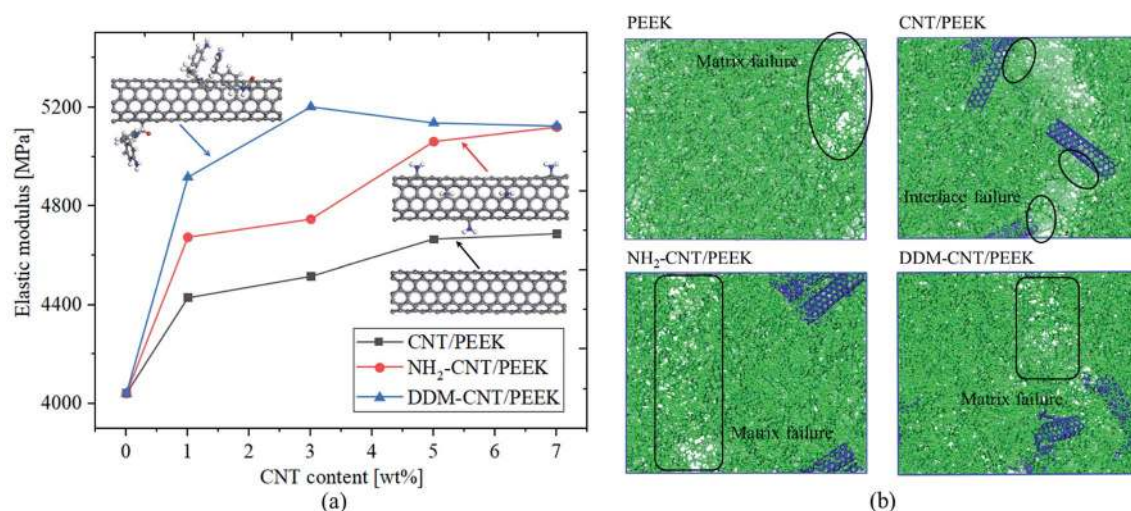 Elastic modulus [MPa]
5200
4800
4400
4000
0
1
2
3
4
5
6
7
CNT content [wt%]
CNT/PEEK
NH₂-CNT/PEEK
DDM-CNT/PEEK
(a)
PEEK
Matrix failure
CNT/PEEK
Interface failure
NH₂-CNT/PEEK
Matrix failure
DDM-CNT/PEEK
Matrix failure
(b)